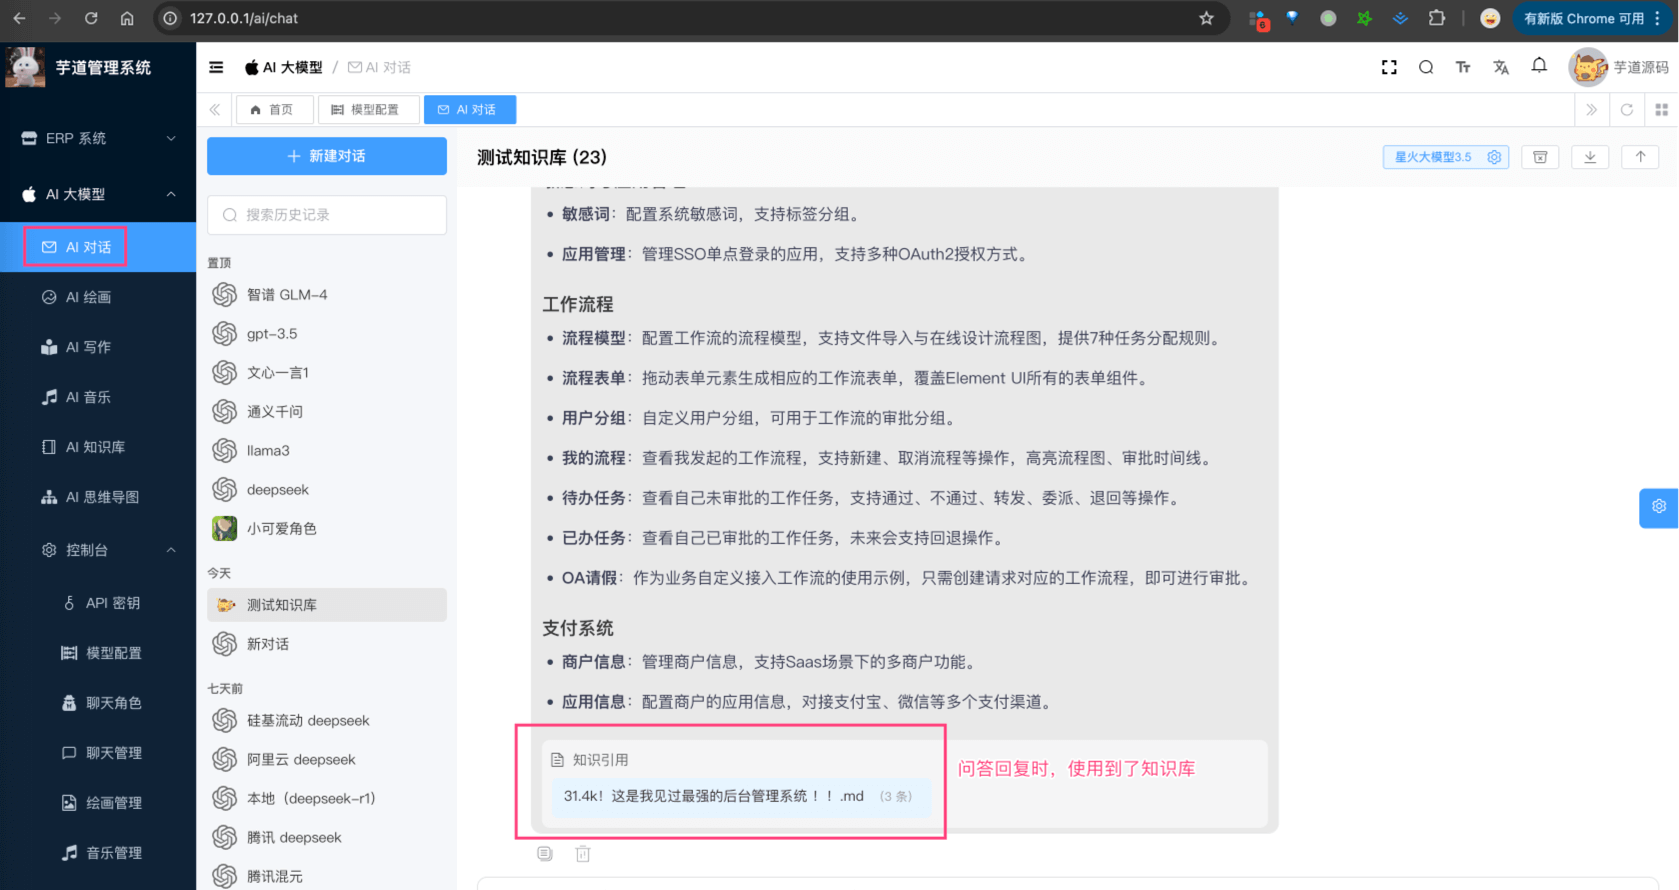 127.0.0.1/ai/chat
6
有新版 Chrome 可用
芋道管理系统
AI 大模型 / AI 对话
芋道源码
首页
模型配置
AI 对话
ERP 系统
AI 大模型
AI 对话
AI 绘画
AI 写作
AI 音乐
AI 知识库
AI 思维导图
控制台
API 密钥
模型配置
聊天角色
聊天管理
绘画管理
音乐管理
新建对话
搜索历史记录
置顶
智谱 GLM-4
gpt-3.5
文心一言1
通义千问
llama3
deepseek
小可爱角色
今天
测试知识库
新对话
七天前
硅基流动 deepseek
阿里云 deepseek
本地（deepseek-r1）
腾讯 deepseek
腾讯混元
测试知识库 (23)
星火大模型3.5
• 敏感词：配置系统敏感词，支持标签分组。
• 应用管理：管理SSO单点登录的应用，支持多种OAuth2授权方式。
工作流程
• 流程模型：配置工作流的流程模型，支持文件导入与在线设计流程图，提供7种任务分配规则。
• 流程表单：拖动表单元素生成相应的工作流表单，覆盖Element UI所有的表单组件。
• 用户分组：自定义用户分组，可用于工作流的审批分组。
• 我的流程：查看我发起的工作流程，支持新建、取消流程等操作，高亮流程图、审批时间线。
• 待办任务：查看自己未审批的工作任务，支持通过、不通过、转发、委派、退回等操作。
• 已办任务：查看自己已审批的工作任务，未来会支持回退操作。
• OA请假：作为业务自定义接入工作流的使用示例，只需创建请求对应的工作流程，即可进行审批。
支付系统
• 商户信息：管理商户信息，支持Saas场景下的多商户功能。
• 应用信息：配置商户的应用信息，对接支付宝、微信等多个支付渠道。
知识引用
31.4k！这是我见过最强的后台管理系统 ！！.md （3 条）
问答回复时，使用到了知识库